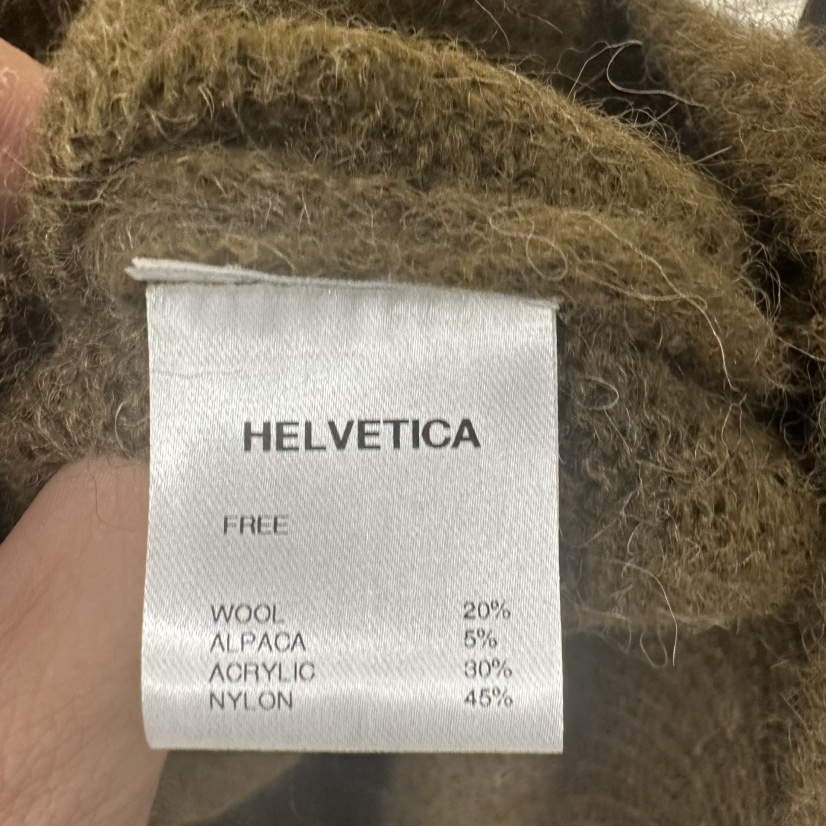 HELVETICA
FREE
WOOL 20%
ALPACA 5%
ACRYLIC 30%
NYLON 45%